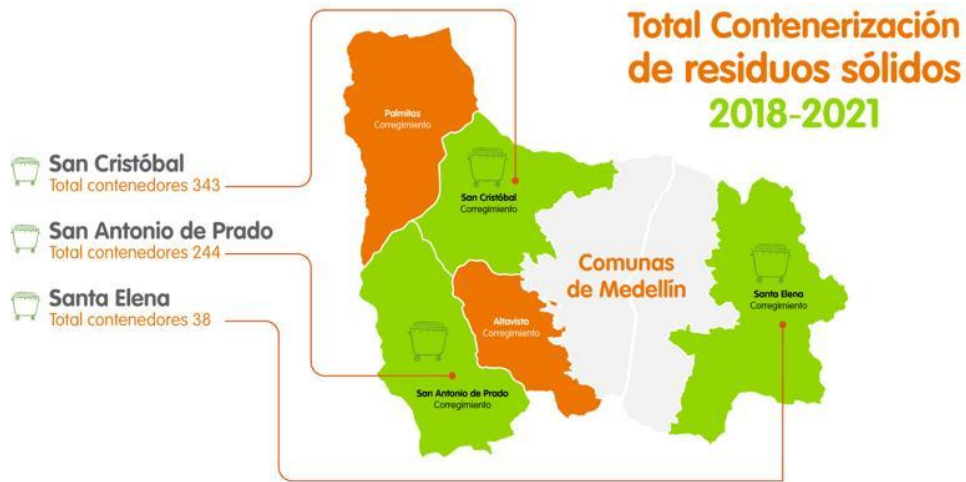 Total Contenerización
de residuos sólidos
2018-2021
San Cristóbal
Total contenedores 343
San Antonio de Prado
Total contenedores 244
Santa Elena
Total contenedores 38
Palmitas
Corregimiento
San Cristóbal
Corregimiento
Comunas
de Medellín
Santa Elena
Corregimiento
Altavista
Corregimiento
San Antonio de Prado
Corregimiento